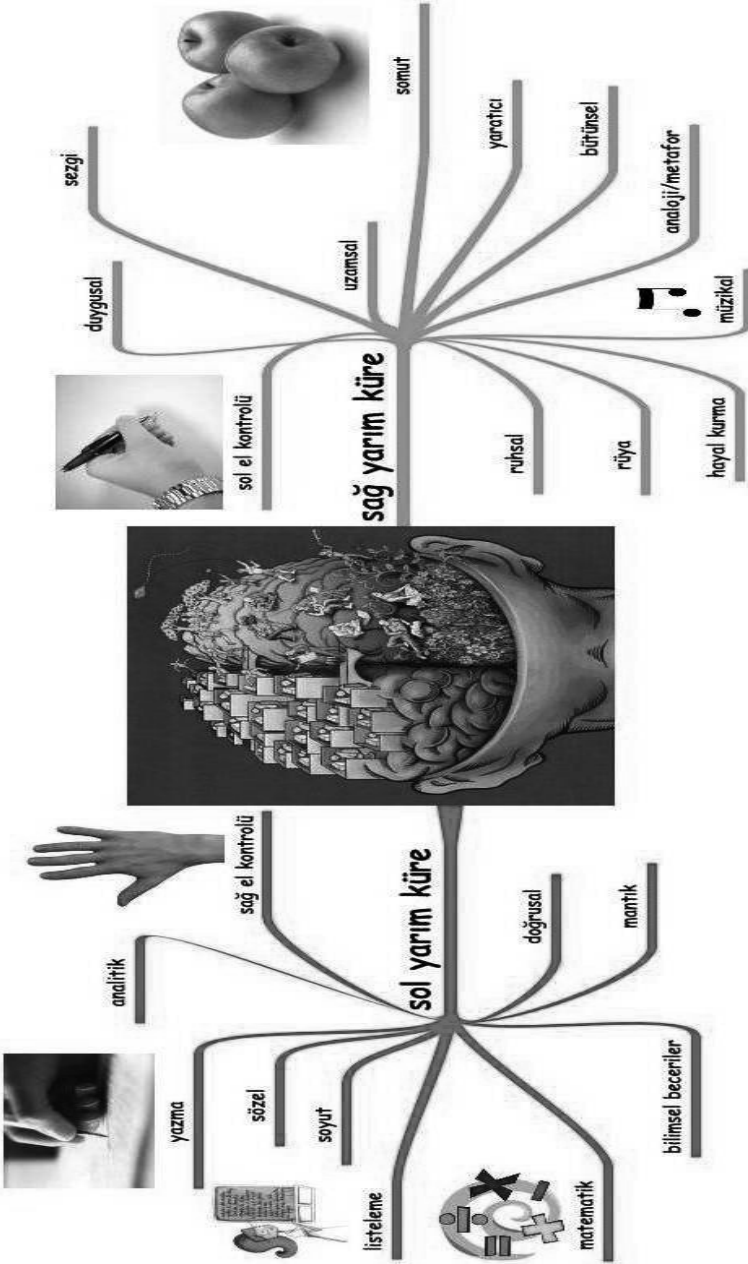 sol yarım küre
sağ el kontrolü
analitik
yazma
sözel
soyut
listeleme
matematik
bilimsel beceriler
mantık
doğrusal
sağ yarım küre
sol el kontrolü
duygusal
sezgi
uzamsal
somut
yaratıcı
bütünsel
analoji/metafor
müzikal
hayal kurma
rüya
ruhsal